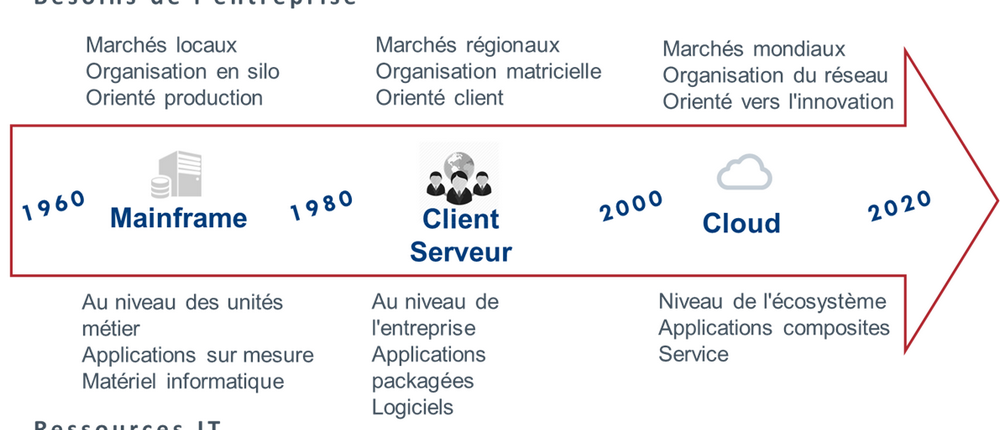 Besoins de l'entreprise
Marchés locaux
Organisation en silo
Orienté production
Marchés régionaux
Organisation matricielle
Orienté client
Marchés mondiaux
Organisation du réseau
Orienté vers l'innovation
1960
Mainframe
1980
Client
Serveur
2000
Cloud
2020
Au niveau des unités
métier
Applications sur mesure
Matériel informatique
Au niveau de
l'entreprise
Applications
packagées
Logiciels
Niveau de l'écosystème
Applications composites
Service
Ressources IT